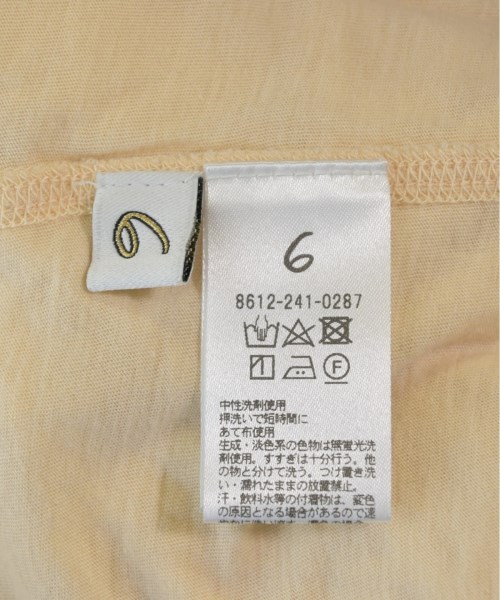 6
6
8612-241-0287
F
中性洗剤使用
押洗いで短時間に
あて布使用
生成・淡色系の色物は無蛍光洗
剤使用。すすぎは十分行う。他
の物と分けて洗う。つけ置き洗
い・濡れたままの放置禁止。
汗・飲料水等の付着物は、変色
の原因となる場合があるので速